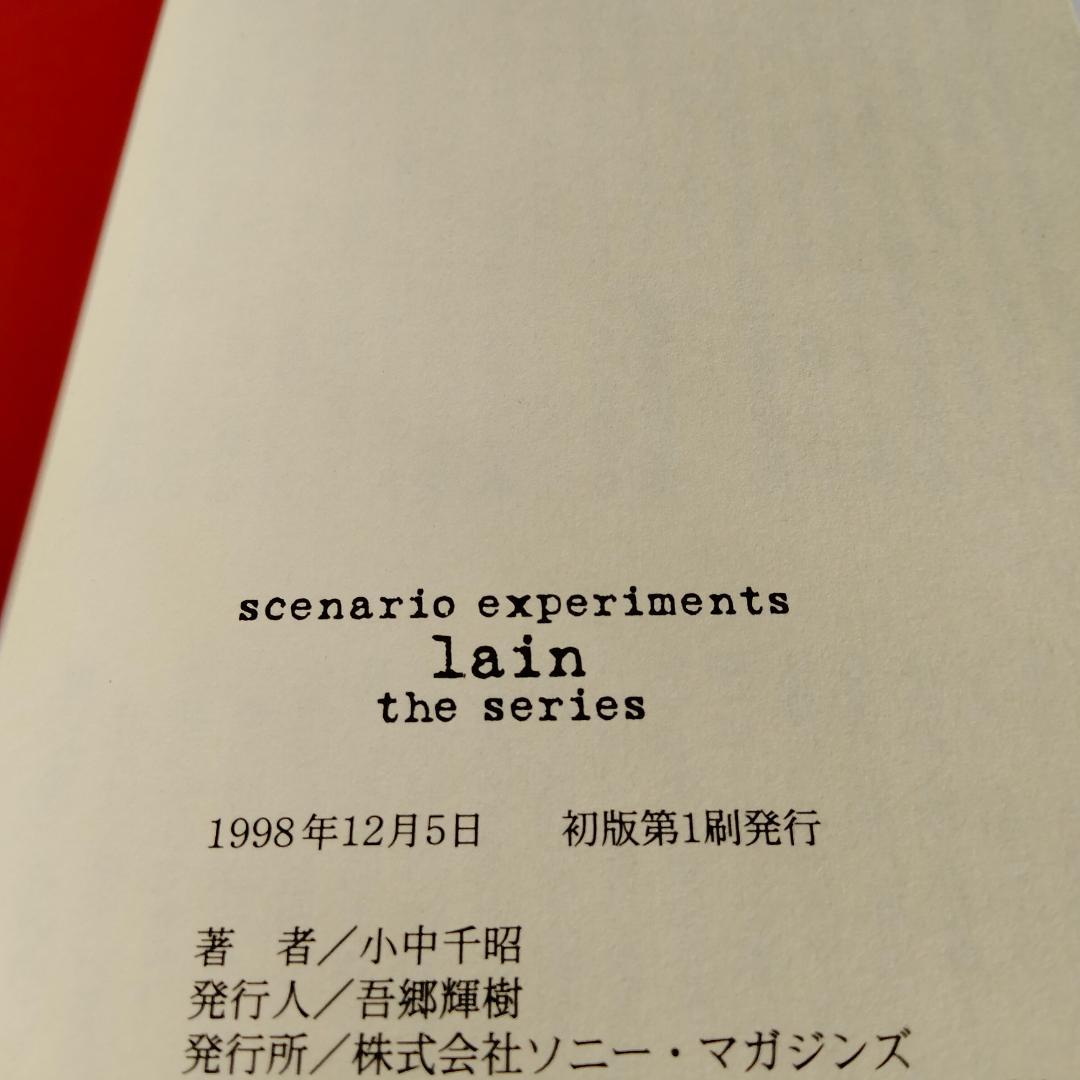 scenario experiments
lain
the series
1998年12月5日　初版第1刷発行
著　者／小中千昭
発行人／吾郷輝樹
発行所／株式会社ソニー・マガジンズ